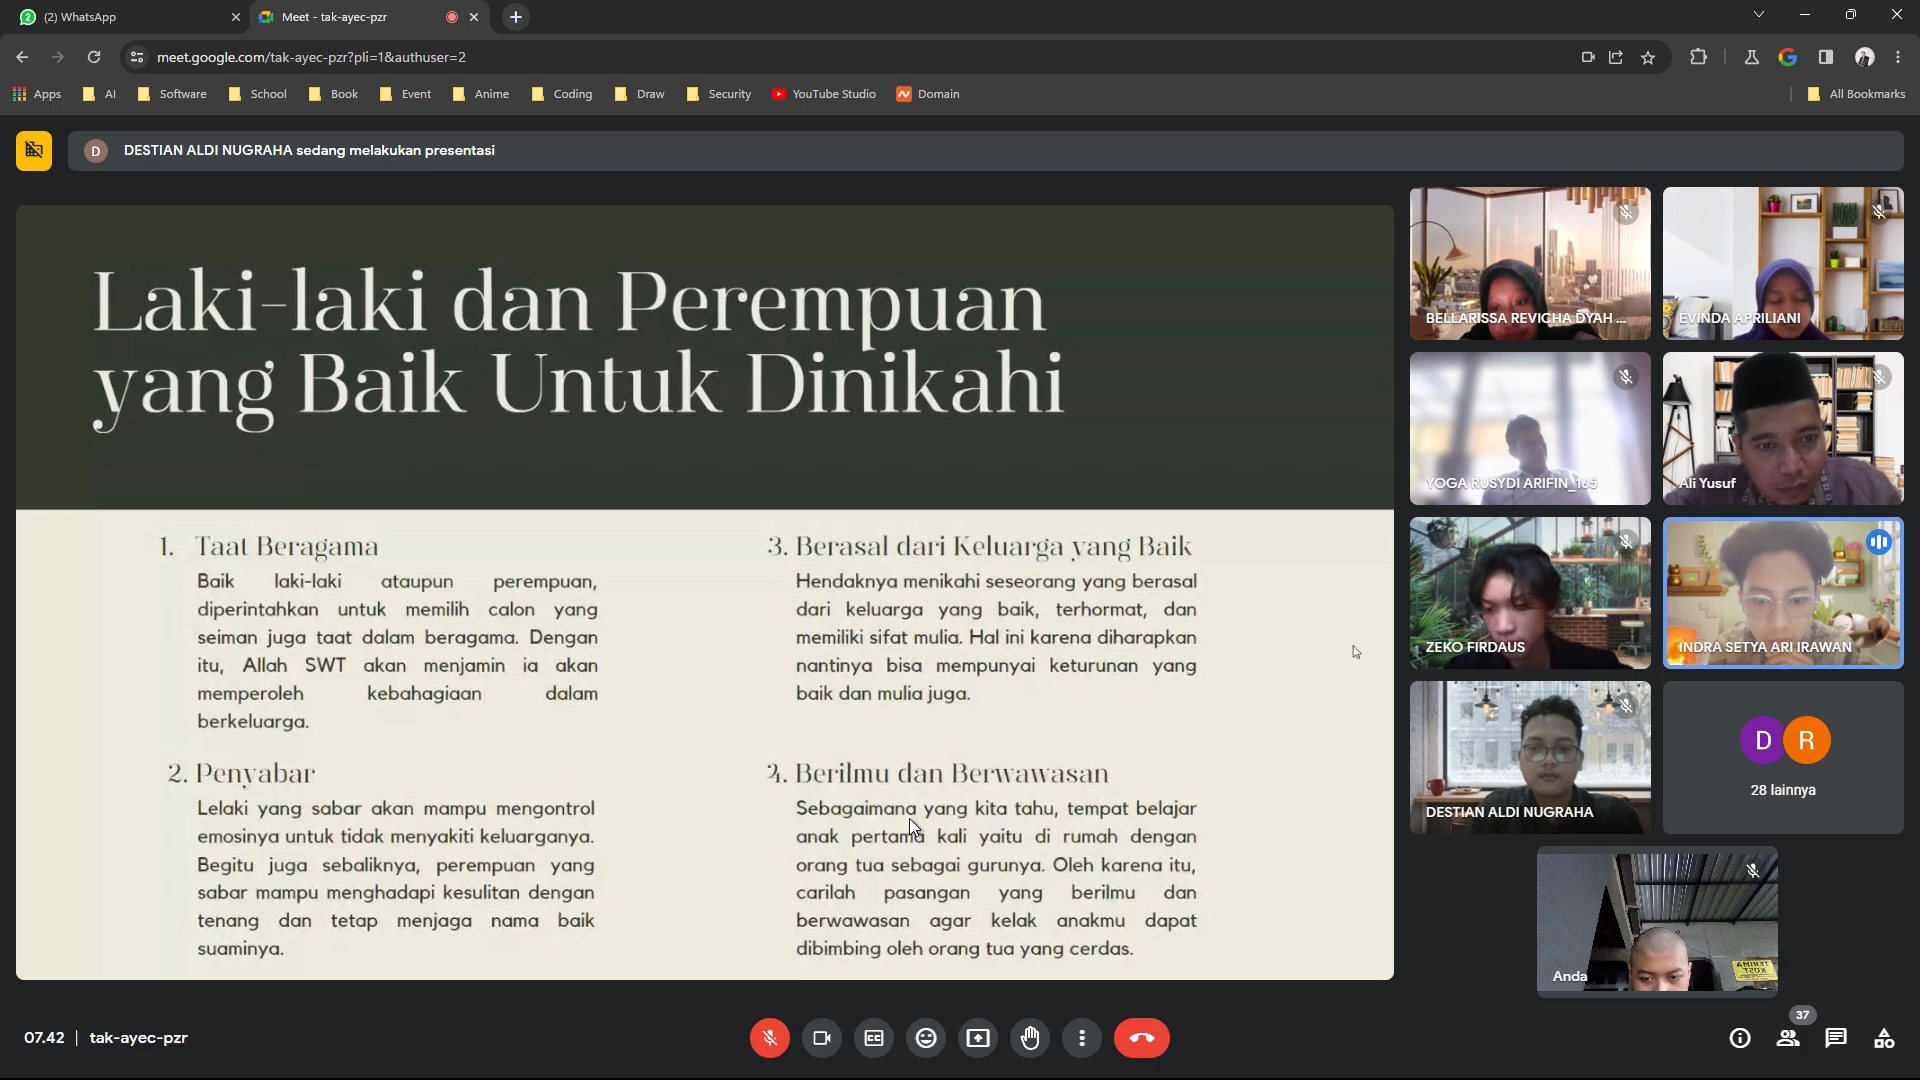 (2) WhatsApp
Meet - tak-ayec-pzr
meet.google.com/tak-ayec-pzr?pli=1&authuser=2
Apps AI Software School Book Event Anime Coding Draw Security YouTube Studio Domain All Bookmarks
D DESTIAN ALDI NUGRAHA sedang melakukan presentasi
Laki-laki dan Perempuan
yang Baik Untuk Dinikahi
1. Taat Beragama
Baik laki-laki ataupun perempuan,
diperintahkan untuk memilih calon yang
seiman juga taat dalam beragama. Dengan
itu, Allah SWT akan menjamin ia akan
memperoleh kebahagiaan dalam
berkeluarga.
2. Penyabar
Lelaki yang sabar akan mampu mengontrol
emosinya untuk tidak menyakiti keluarganya.
Begitu juga sebaliknya, perempuan yang
sabar mampu menghadapi kesulitan dengan
tenang dan tetap menjaga nama baik
suaminya.
3. Berasal dari Keluarga yang Baik
Hendaknya menikahi seseorang yang berasal
dari keluarga yang baik, terhormat, dan
memiliki sifat mulia. Hal ini karena diharapkan
nantinya bisa mempunyai keturunan yang
baik dan mulia juga.
4. Berilmu dan Berwawasan
Sebagaimana yang kita tahu, tempat belajar
anak pertama kali yaitu di rumah dengan
orang tua sebagai gurunya. Oleh karena itu,
carilah pasangan yang berilmu dan
berwawasan agar kelak anakmu dapat
dibimbing oleh orang tua yang cerdas.
BELLARISSA REVICHA DYAH ...
EVINDA APRILIANI
YOGA RUSYDI ARIFIN_165
Ali Yusuf
ZEKO FIRDAUS
INDRA SETYA ARI IRAWAN
DESTIAN ALDI NUGRAHA
D R
28 lainnya
TERIMA
KOST
Anda
07.42 | tak-ayec-pzr
37